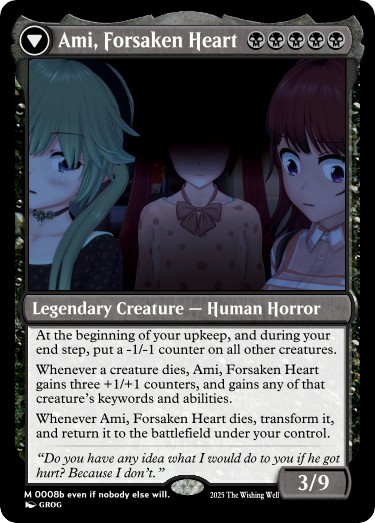 Ami, Forsaken Heart
Legendary Creature — Human Horror
At the beginning of your upkeep, and during your
end step, put a -1/-1 counter on all other creatures.
Whenever a creature dies, Ami, Forsaken Heart
gains three +1/+1 counters, and gains any of that
creature's keywords and abilities.
Whenever Ami, Forsaken Heart dies, transform it,
and return it to the battlefield under your control.
"Do you have any idea what I would do to you if he got
hurt? Because I don't."
3/9
M 0008b even if nobody else will.
2025 The Wishing Well
GROG